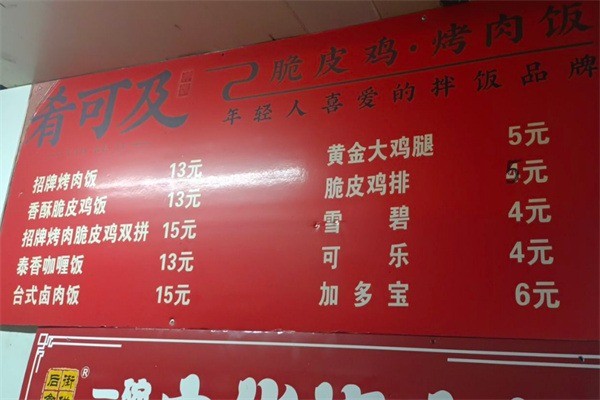 肴可及
脆皮鸡·烤肉饭
年轻人喜爱的拌饭品牌
招牌烤肉饭 13元
香酥脆皮鸡饭 13元
招牌烤肉脆皮鸡双拼 15元
泰香咖喱饭 13元
台式卤肉饭 15元
黄金大鸡腿 5元
脆皮鸡排 元
雪碧 4元
可乐 4元
加多宝 6元
®